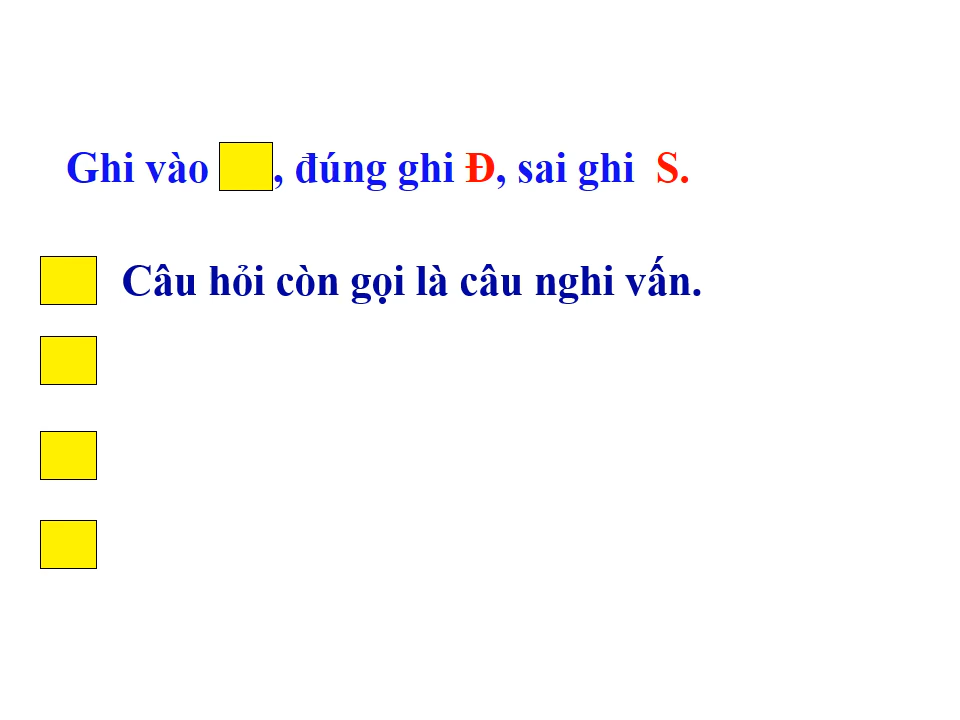 Ghi vào , đúng ghi Đ, sai ghi S.
Câu hỏi còn gọi là câu nghi vấn.